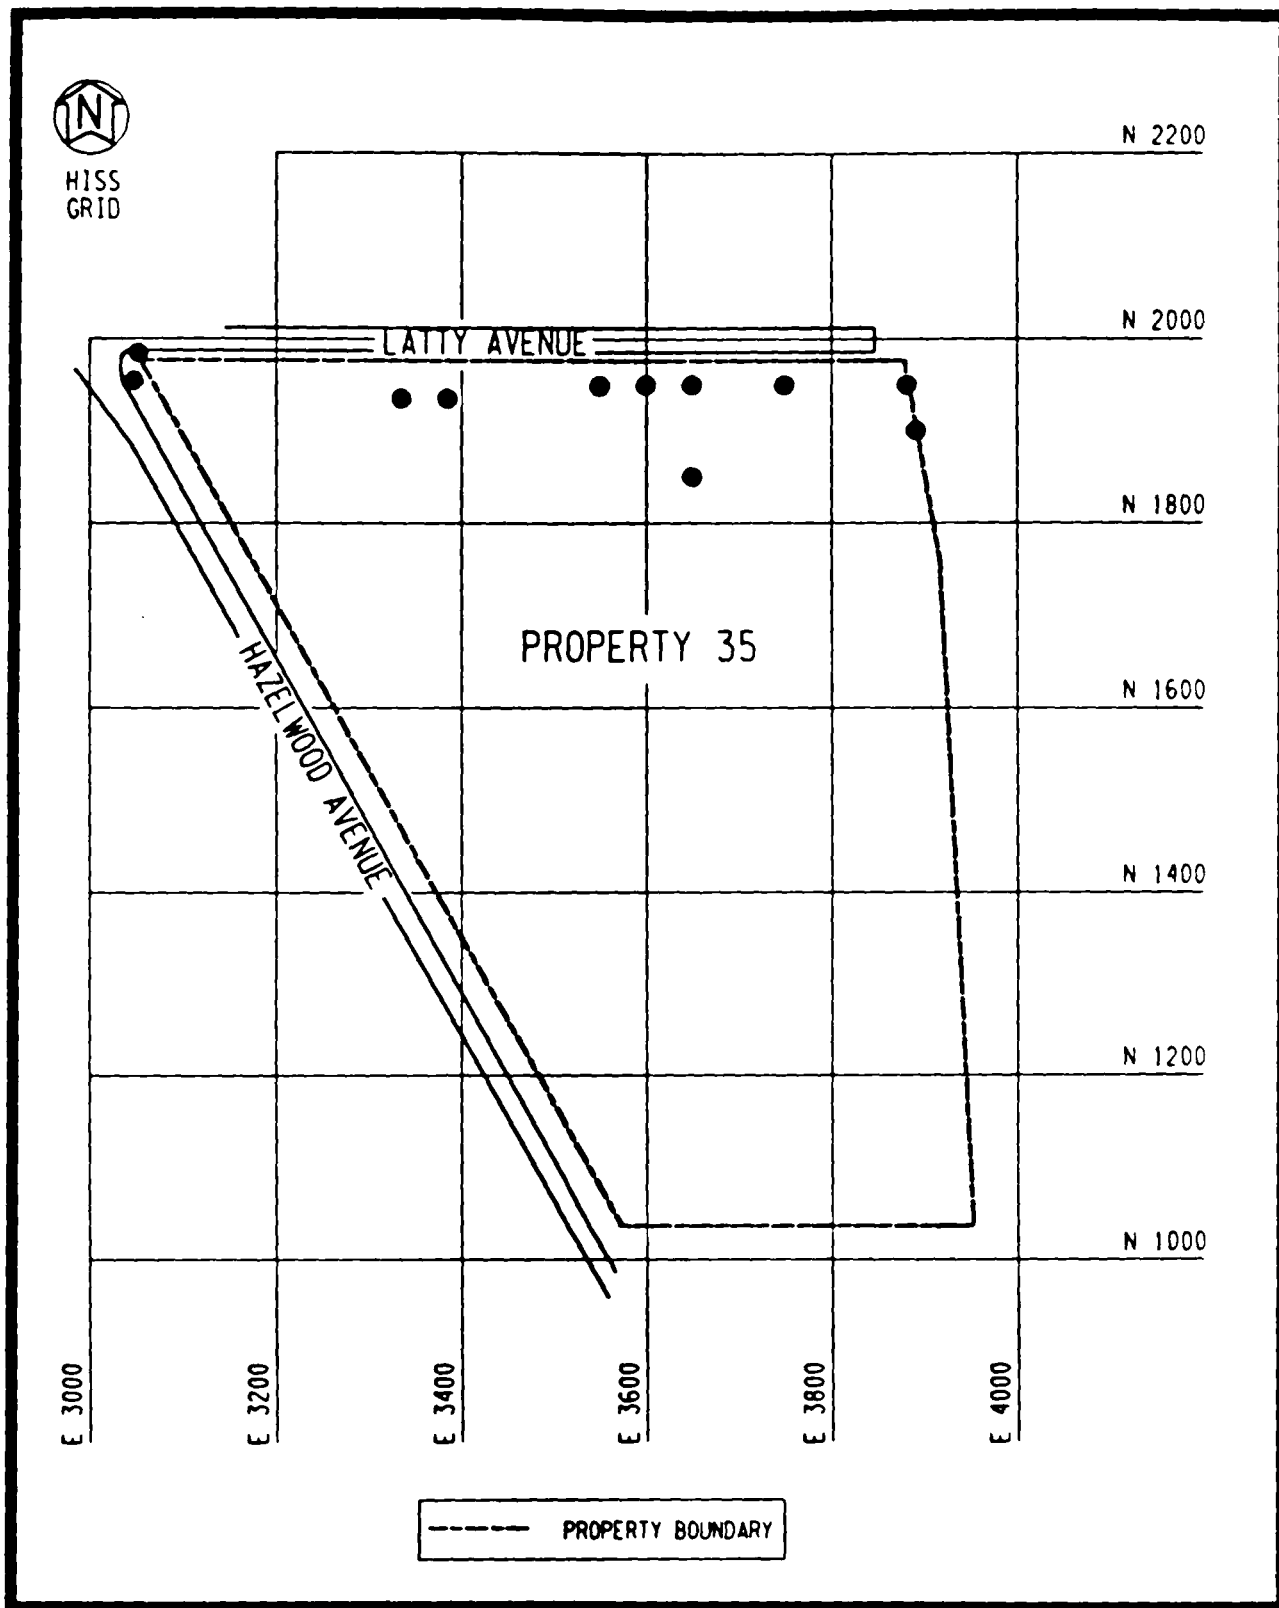 N
HISS
GRID
N 2200
N 2000
LATTY AVENUE
N 1800
PROPERTY 35
HAZELWOOD AVENUE
N 1600
N 1400
N 1200
N 1000
E 3000
E 3200
E 3400
E 3600
E 3800
E 4000
PROPERTY BOUNDARY